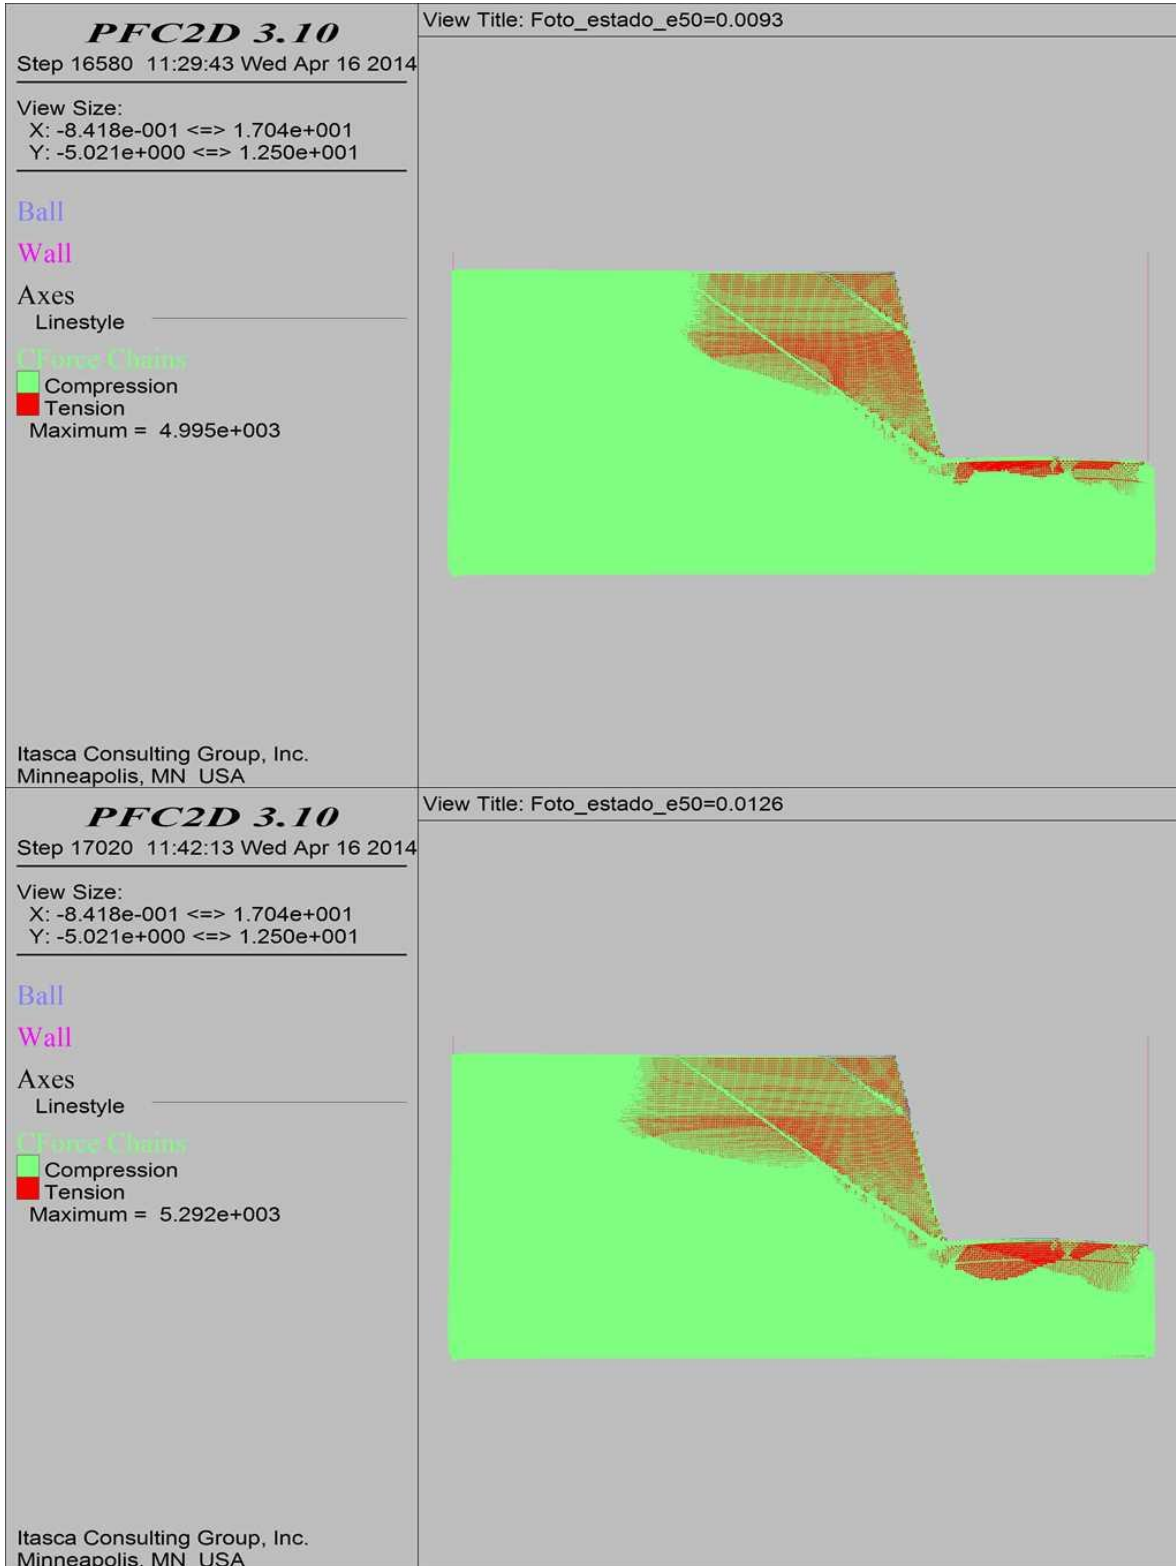 PFC2D 3.10
Step 16580 11:29:43 Wed Apr 16 2014
View Size:
X: -8.418e-001 <=> 1.704e+001
Y: -5.021e+000 <=> 1.250e+001
Ball
Wall
Axes
Linestyle
CForce Chains
Compression
Tension
Maximum = 4.995e+003
Itasca Consulting Group, Inc.
Minneapolis, MN USA
View Title: Foto_estado_e50=0.0093
PFC2D 3.10
Step 17020 11:42:13 Wed Apr 16 2014
View Size:
X: -8.418e-001 <=> 1.704e+001
Y: -5.021e+000 <=> 1.250e+001
Ball
Wall
Axes
Linestyle
CForce Chains
Compression
Tension
Maximum = 5.292e+003
Itasca Consulting Group, Inc.
Minneapolis, MN USA
View Title: Foto_estado_e50=0.0126